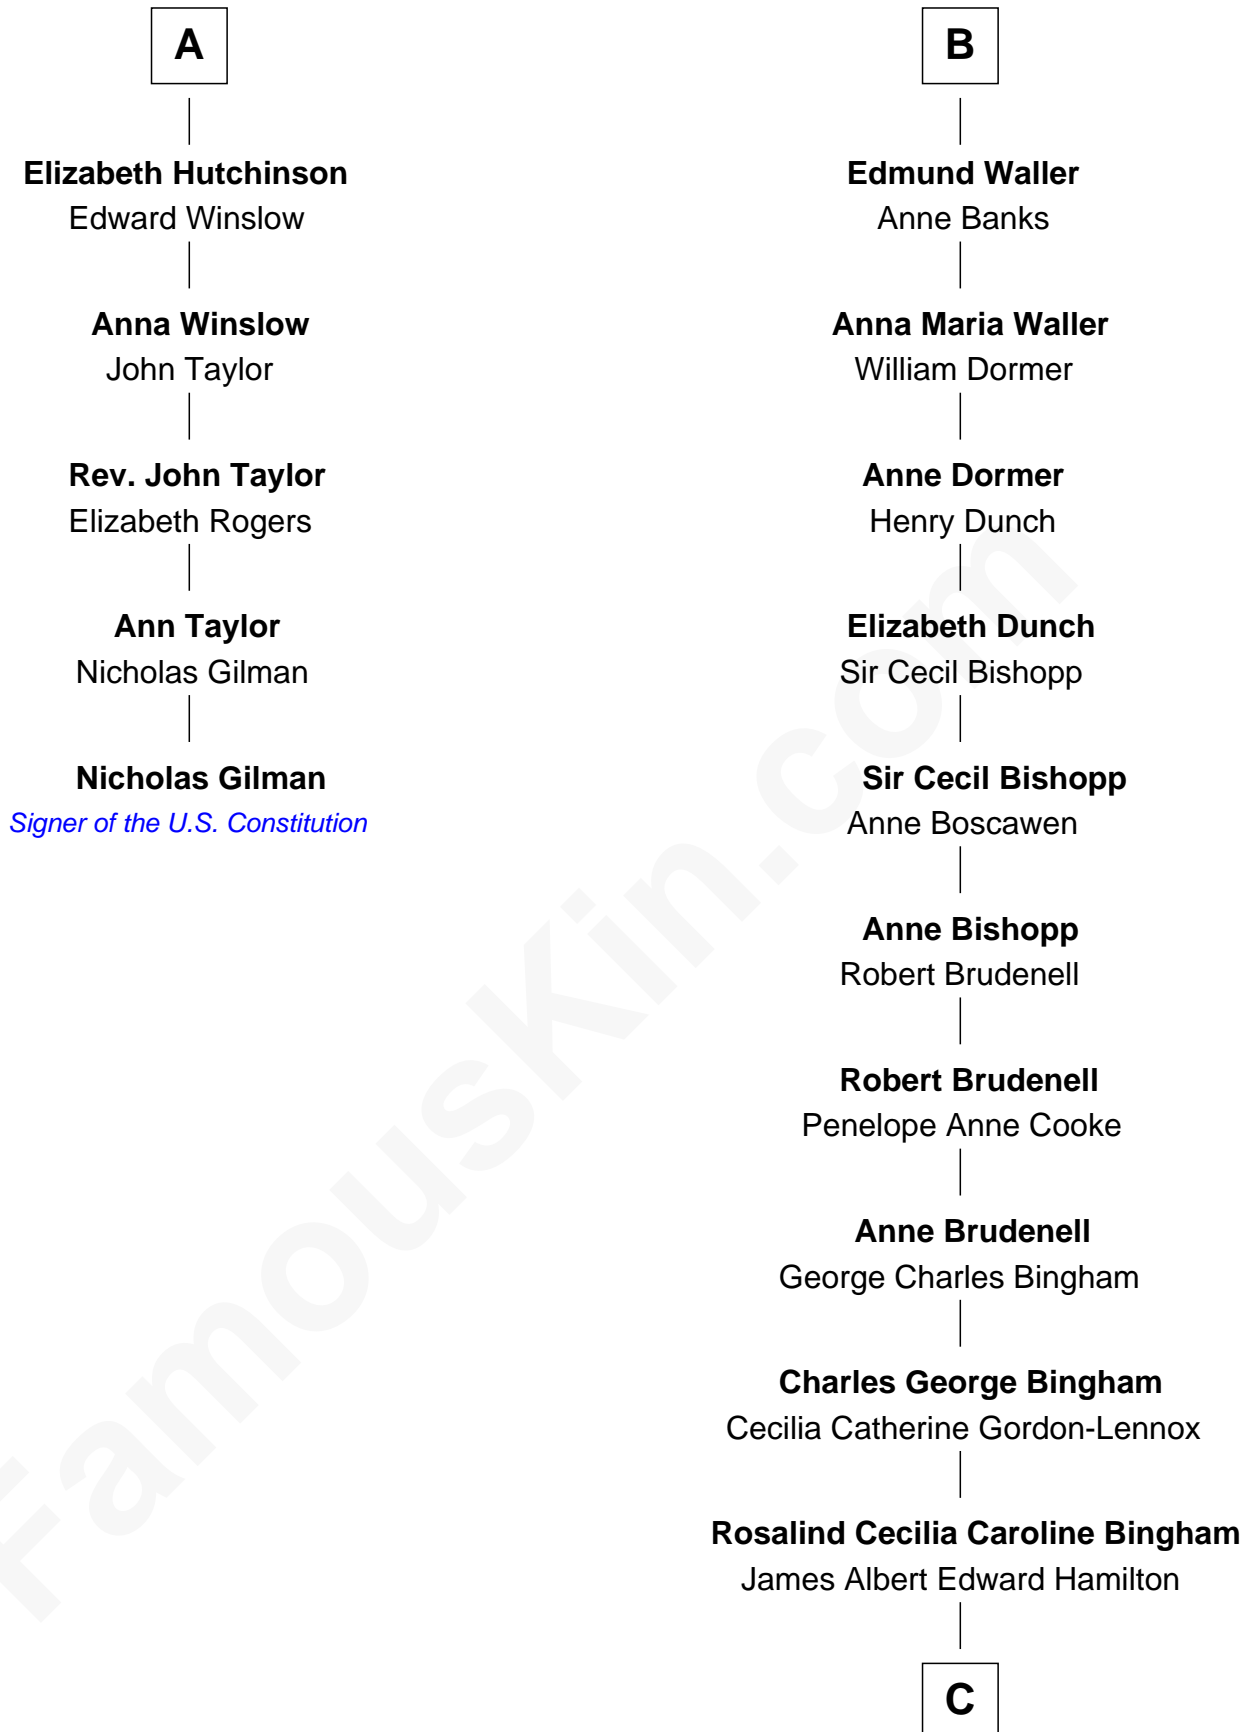 A
Elizabeth Hutchinson
Edward Winslow
Anna Winslow
John Taylor
Rev. John Taylor
Elizabeth Rogers
Ann Taylor
Nicholas Gilman
Nicholas Gilman
Signer of the U.S. Constitution
B
Edmund Waller
Anne Banks
Anna Maria Waller
William Dormer
Anne Dormer
Henry Dunch
Elizabeth Dunch
Sir Cecil Bishopp
Sir Cecil Bishopp
Anne Boscawen
Anne Bishopp
Robert Brudenell
Robert Brudenell
Penelope Anne Cooke
Anne Brudenell
George Charles Bingham
Charles George Bingham
Cecilia Catherine Gordon-Lennox
Rosalind Cecilia Caroline Bingham
James Albert Edward Hamilton
C
FamousKin.com